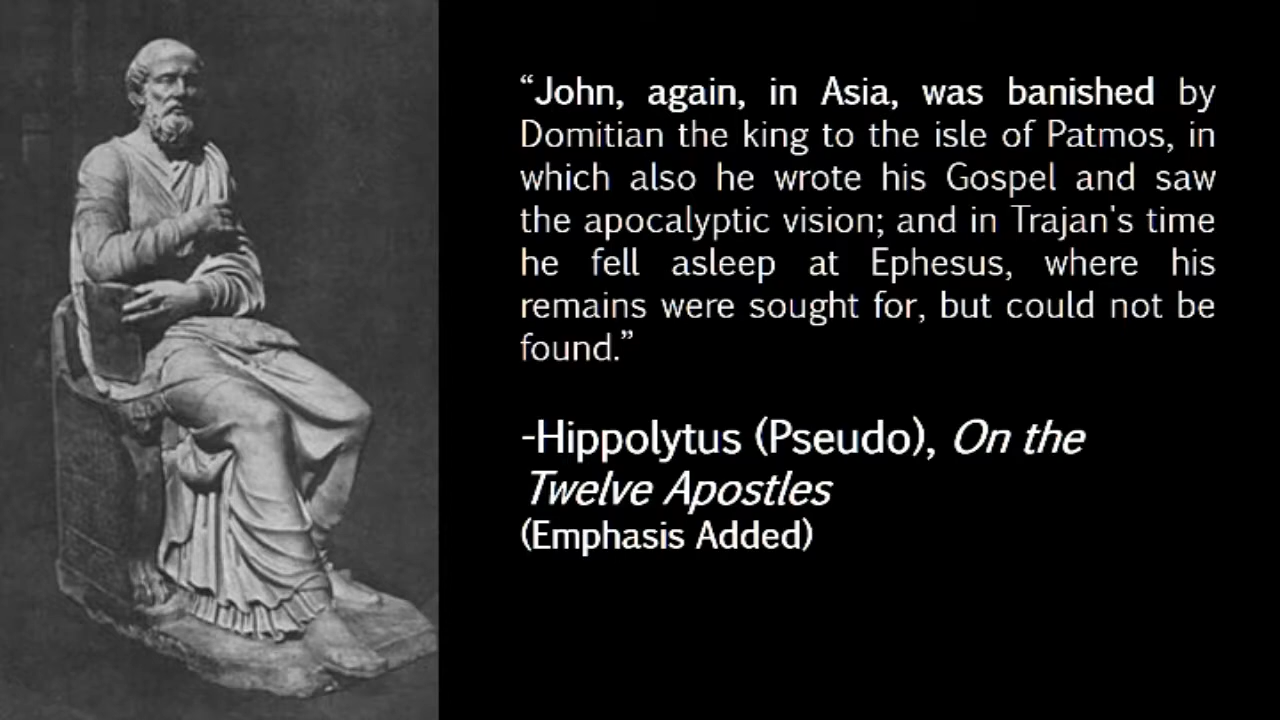 “John, again, in Asia, was banished by
Domitian the king to the isle of Patmos, in
which also he wrote his Gospel and saw
the apocalyptic vision; and in Trajan's time
he fell asleep at Ephesus, where his
remains were sought for, but could not be
found.”
-Hippolytus (Pseudo), On the
Twelve Apostles
(Emphasis Added)